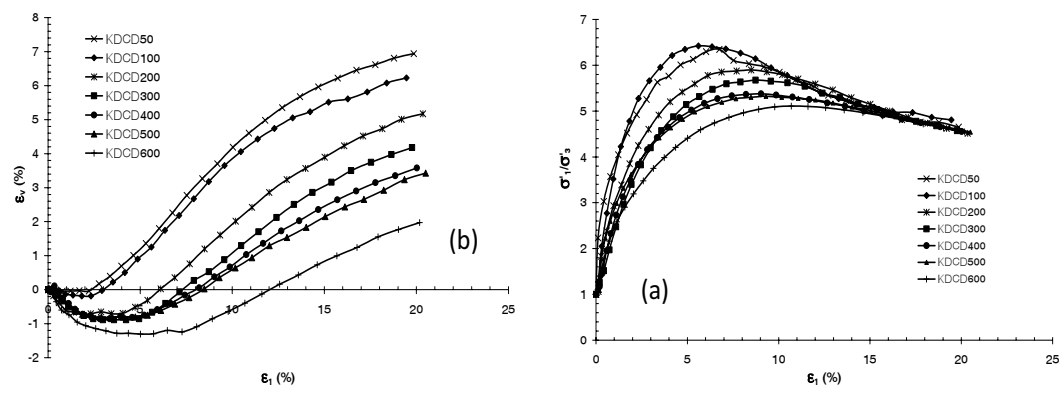 8
7
6
5
4
3
2
1
0
-1
-2
0
5
10
15
20
25
εᵥ (%)
ε₁ (%)
KDCD50
KDCD100
KDCD200
KDCD300
KDCD400
KDCD500
KDCD600
(b)
7
6
5
4
3
2
1
0
0
5
10
15
20
25
σ'₁/σ'₃
ε₁ (%)
KDCD50
KDCD100
KDCD200
KDCD300
KDCD400
KDCD500
KDCD600
(a)